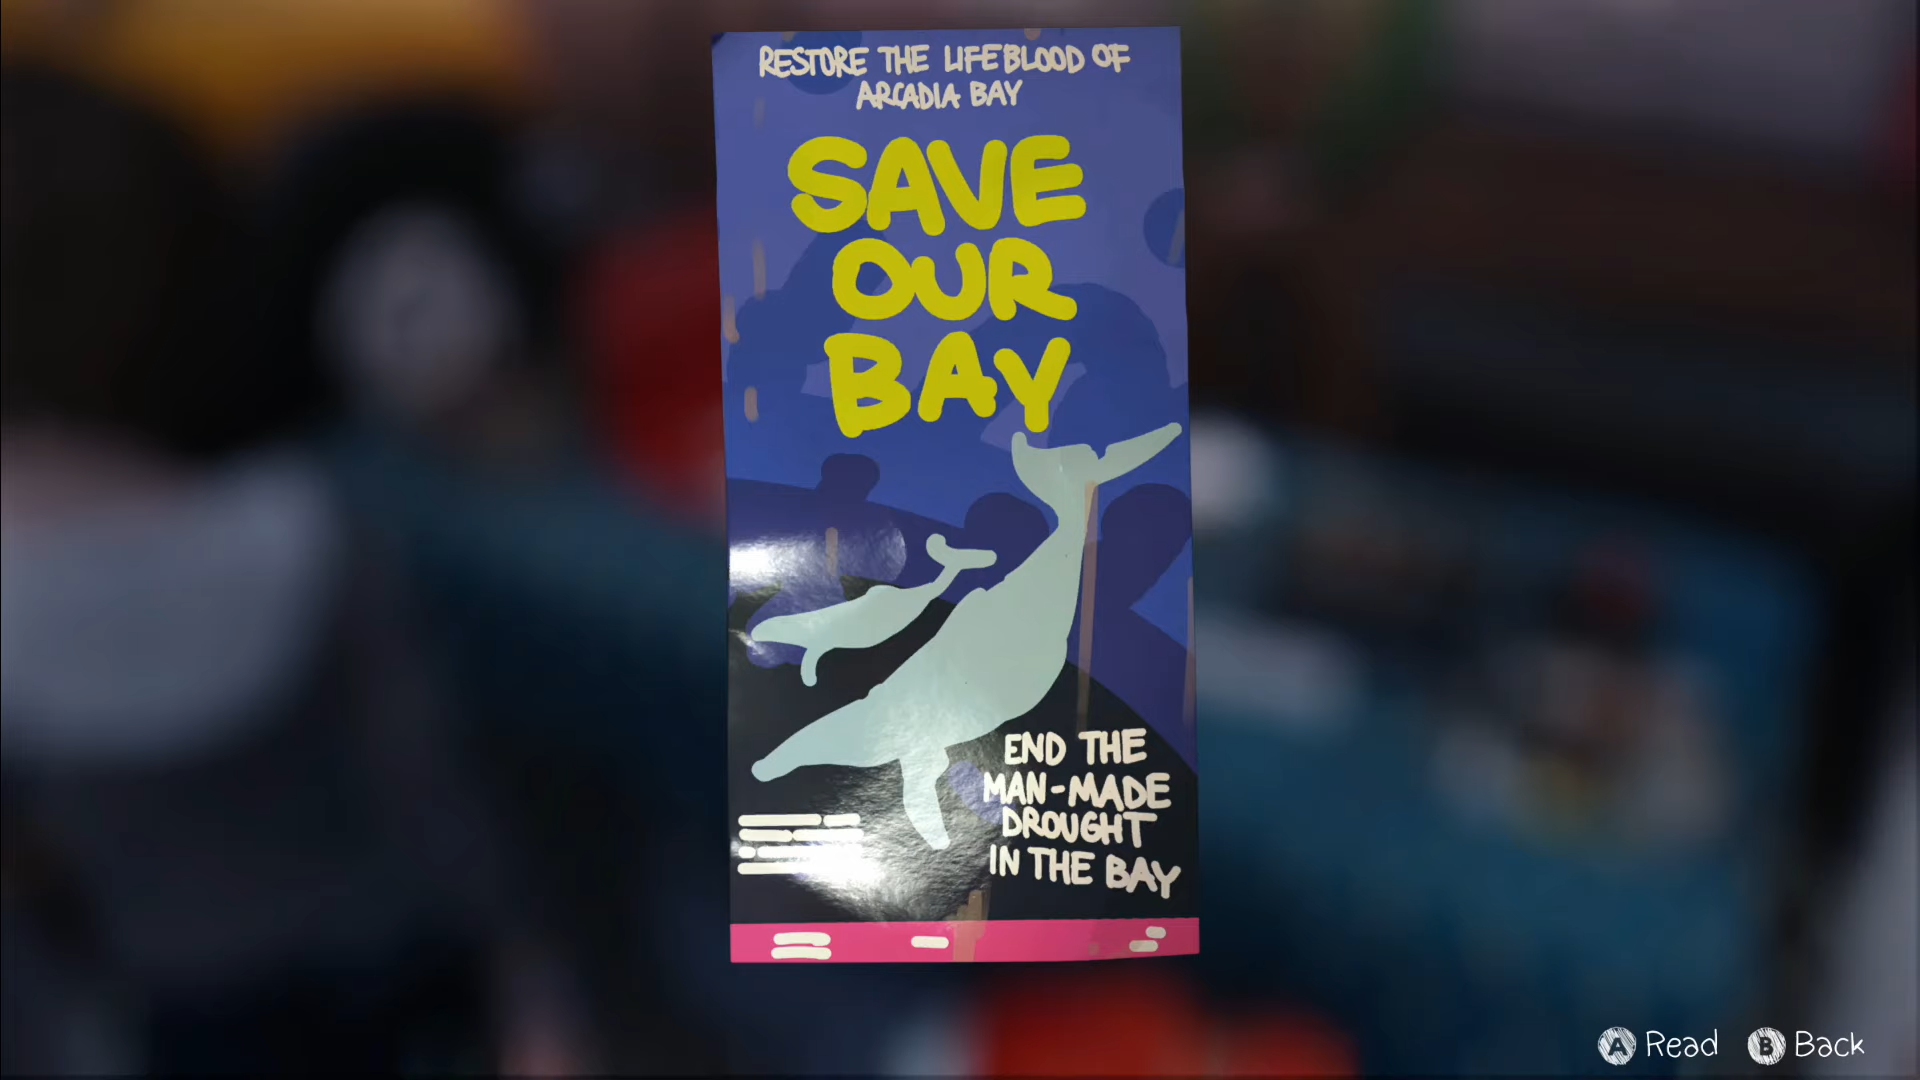 RESTORE THE LIFEBLOOD OF
ARCADIA BAY
SAVE
OUR
BAY
END THE
MAN-MADE
DROUGHT
IN THE BAY
A Read B Back